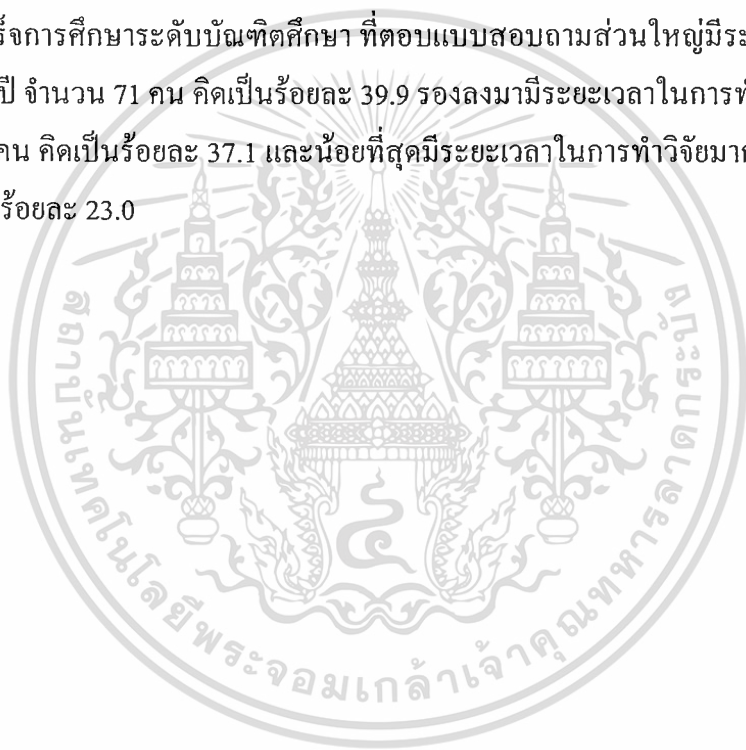 ร็จการศึกษาระดับบัณฑิตศึกษา ที่ตอบแบบสอบถามส่วนใหญ่มีระ
ปี จำนวน 71 คน คิดเป็นร้อยละ 39.9 รองลงมามีระยะเวลาในการทำ
คน คิดเป็นร้อยละ 37.1 และน้อยที่สุดมีระยะเวลาในการทำวิจัยมาก
ร้อยละ 23.0
สถาบันเทคโนโลยีพระจอมเกล้าเจ้าคุณทหารลาดกระบัง